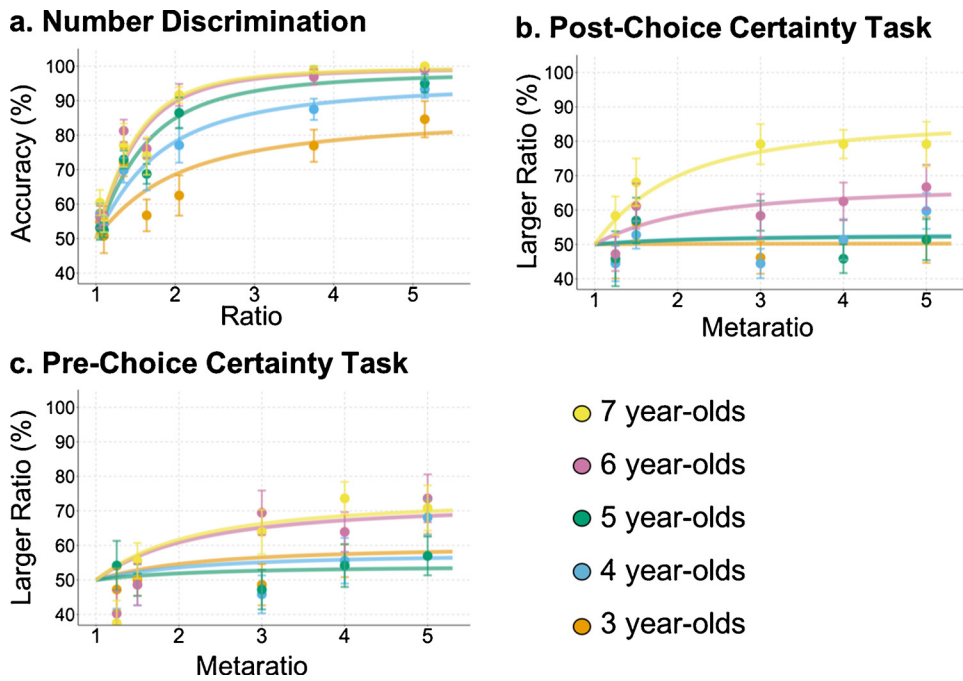 a. Number Discrimination
Accuracy (%)
100
90
80
70
60
50
40
1 2 3 4 5
Ratio
b. Post-Choice Certainty Task
Larger Ratio (%)
100
90
80
70
60
50
40
1 2 3 4 5
Metaratio
c. Pre-Choice Certainty Task
Larger Ratio (%)
100
90
80
70
60
50
40
1 2 3 4 5
Metaratio
7 year-olds
6 year-olds
5 year-olds
4 year-olds
3 year-olds